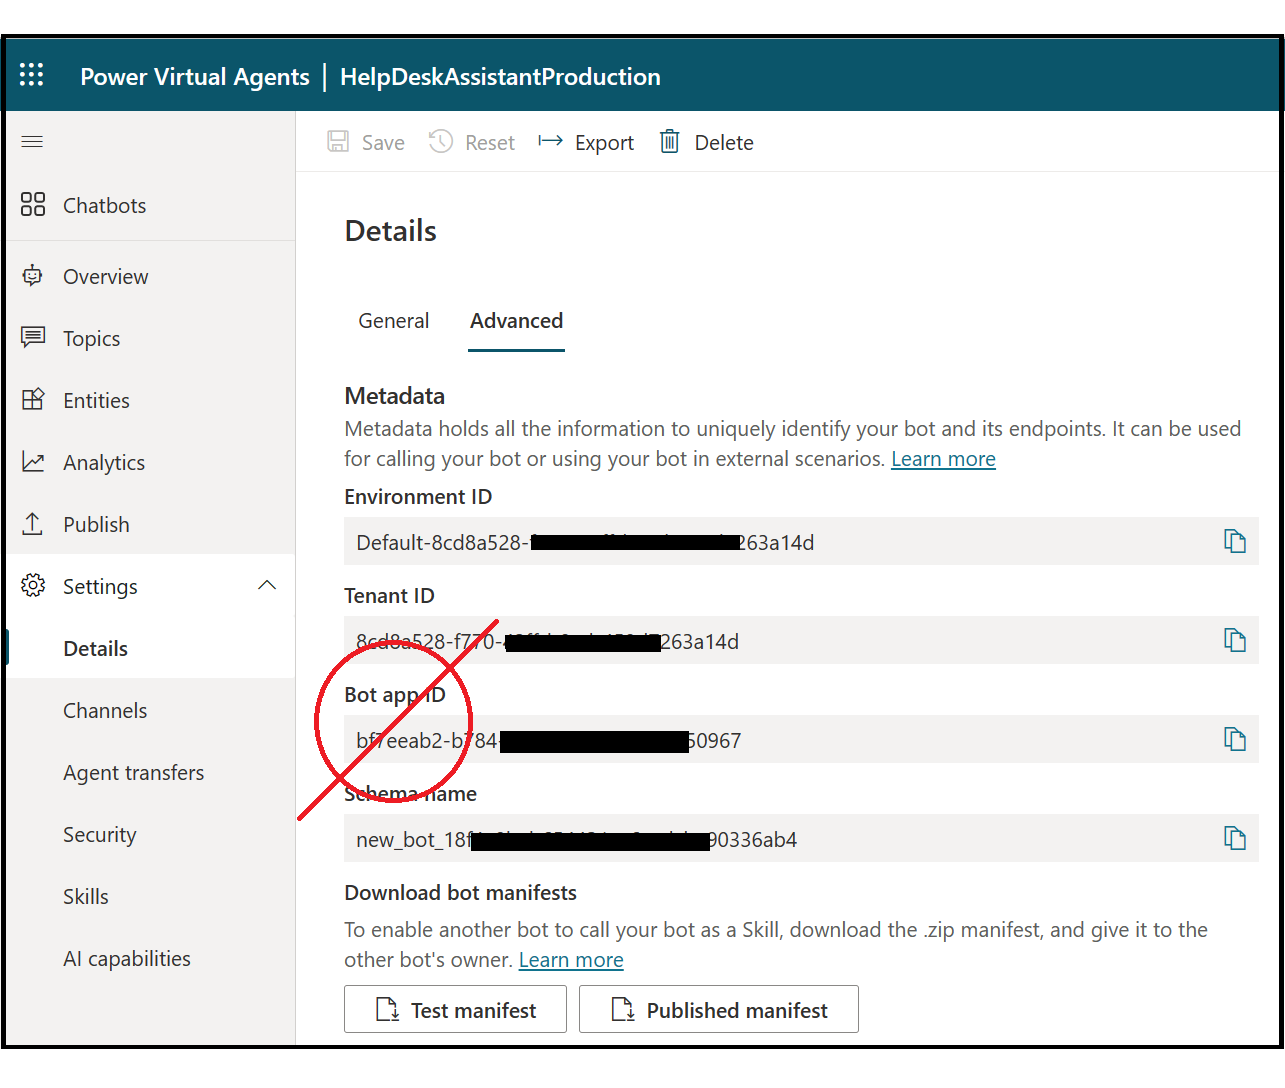 Power Virtual Agents | HelpDeskAssistantProduction
Save Reset Export Delete
Chatbots
Overview
Topics
Entities
Analytics
Publish
Settings
Details
Channels
Agent transfers
Security
Skills
AI capabilities
Details
General Advanced
Metadata
Metadata holds all the information to uniquely identify your bot and its endpoints. It can be used
for calling your bot or using your bot in external scenarios. Learn more
Environment ID
Default-8cd8a528- 263a14d
Tenant ID
8cd8a528-f770- 263a14d
Bot app ID
bf7eeab2-b784- 50967
Schema name
new_bot_18f 90336ab4
Download bot manifests
To enable another bot to call your bot as a Skill, download the .zip manifest, and give it to the
other bot's owner. Learn more
Test manifest Published manifest